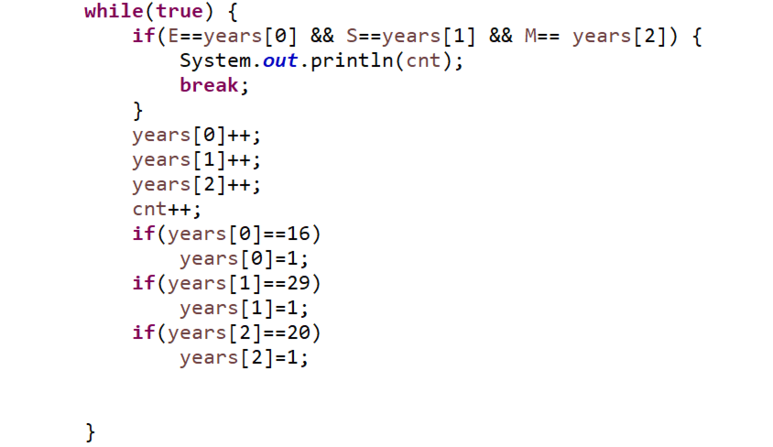 while(true) {
if(E==years[0] && S==years[1] && M== years[2]) {
System.out.println(cnt);
break;
}
years[0]++;
years[1]++;
years[2]++;
cnt++;
if(years[0]==16)
years[0]=1;
if(years[1]==29)
years[1]=1;
if(years[2]==20)
years[2]=1;
}